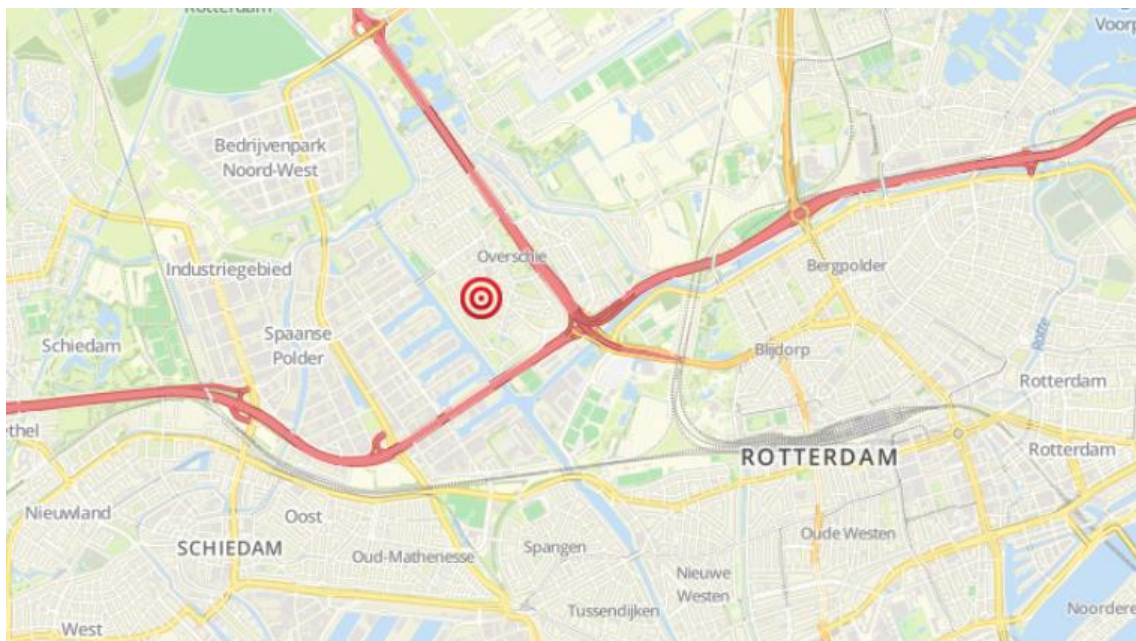 Rotterdam
Voorp
Bedrijvenpark
Noord-West
Overschie
Industriegebied
Bergpolder
Spaanse
Polder
Schiedam
Blijdorp
Rotte
Rotterdam
ethel
ROTTERDAM
Rotterdam
Nieuwland
Oost
SCHIEDAM
Oud-Mathenesse
Spangen
Oude Westen
Nieuwe
Westen
Tussendijken
Noordere
West